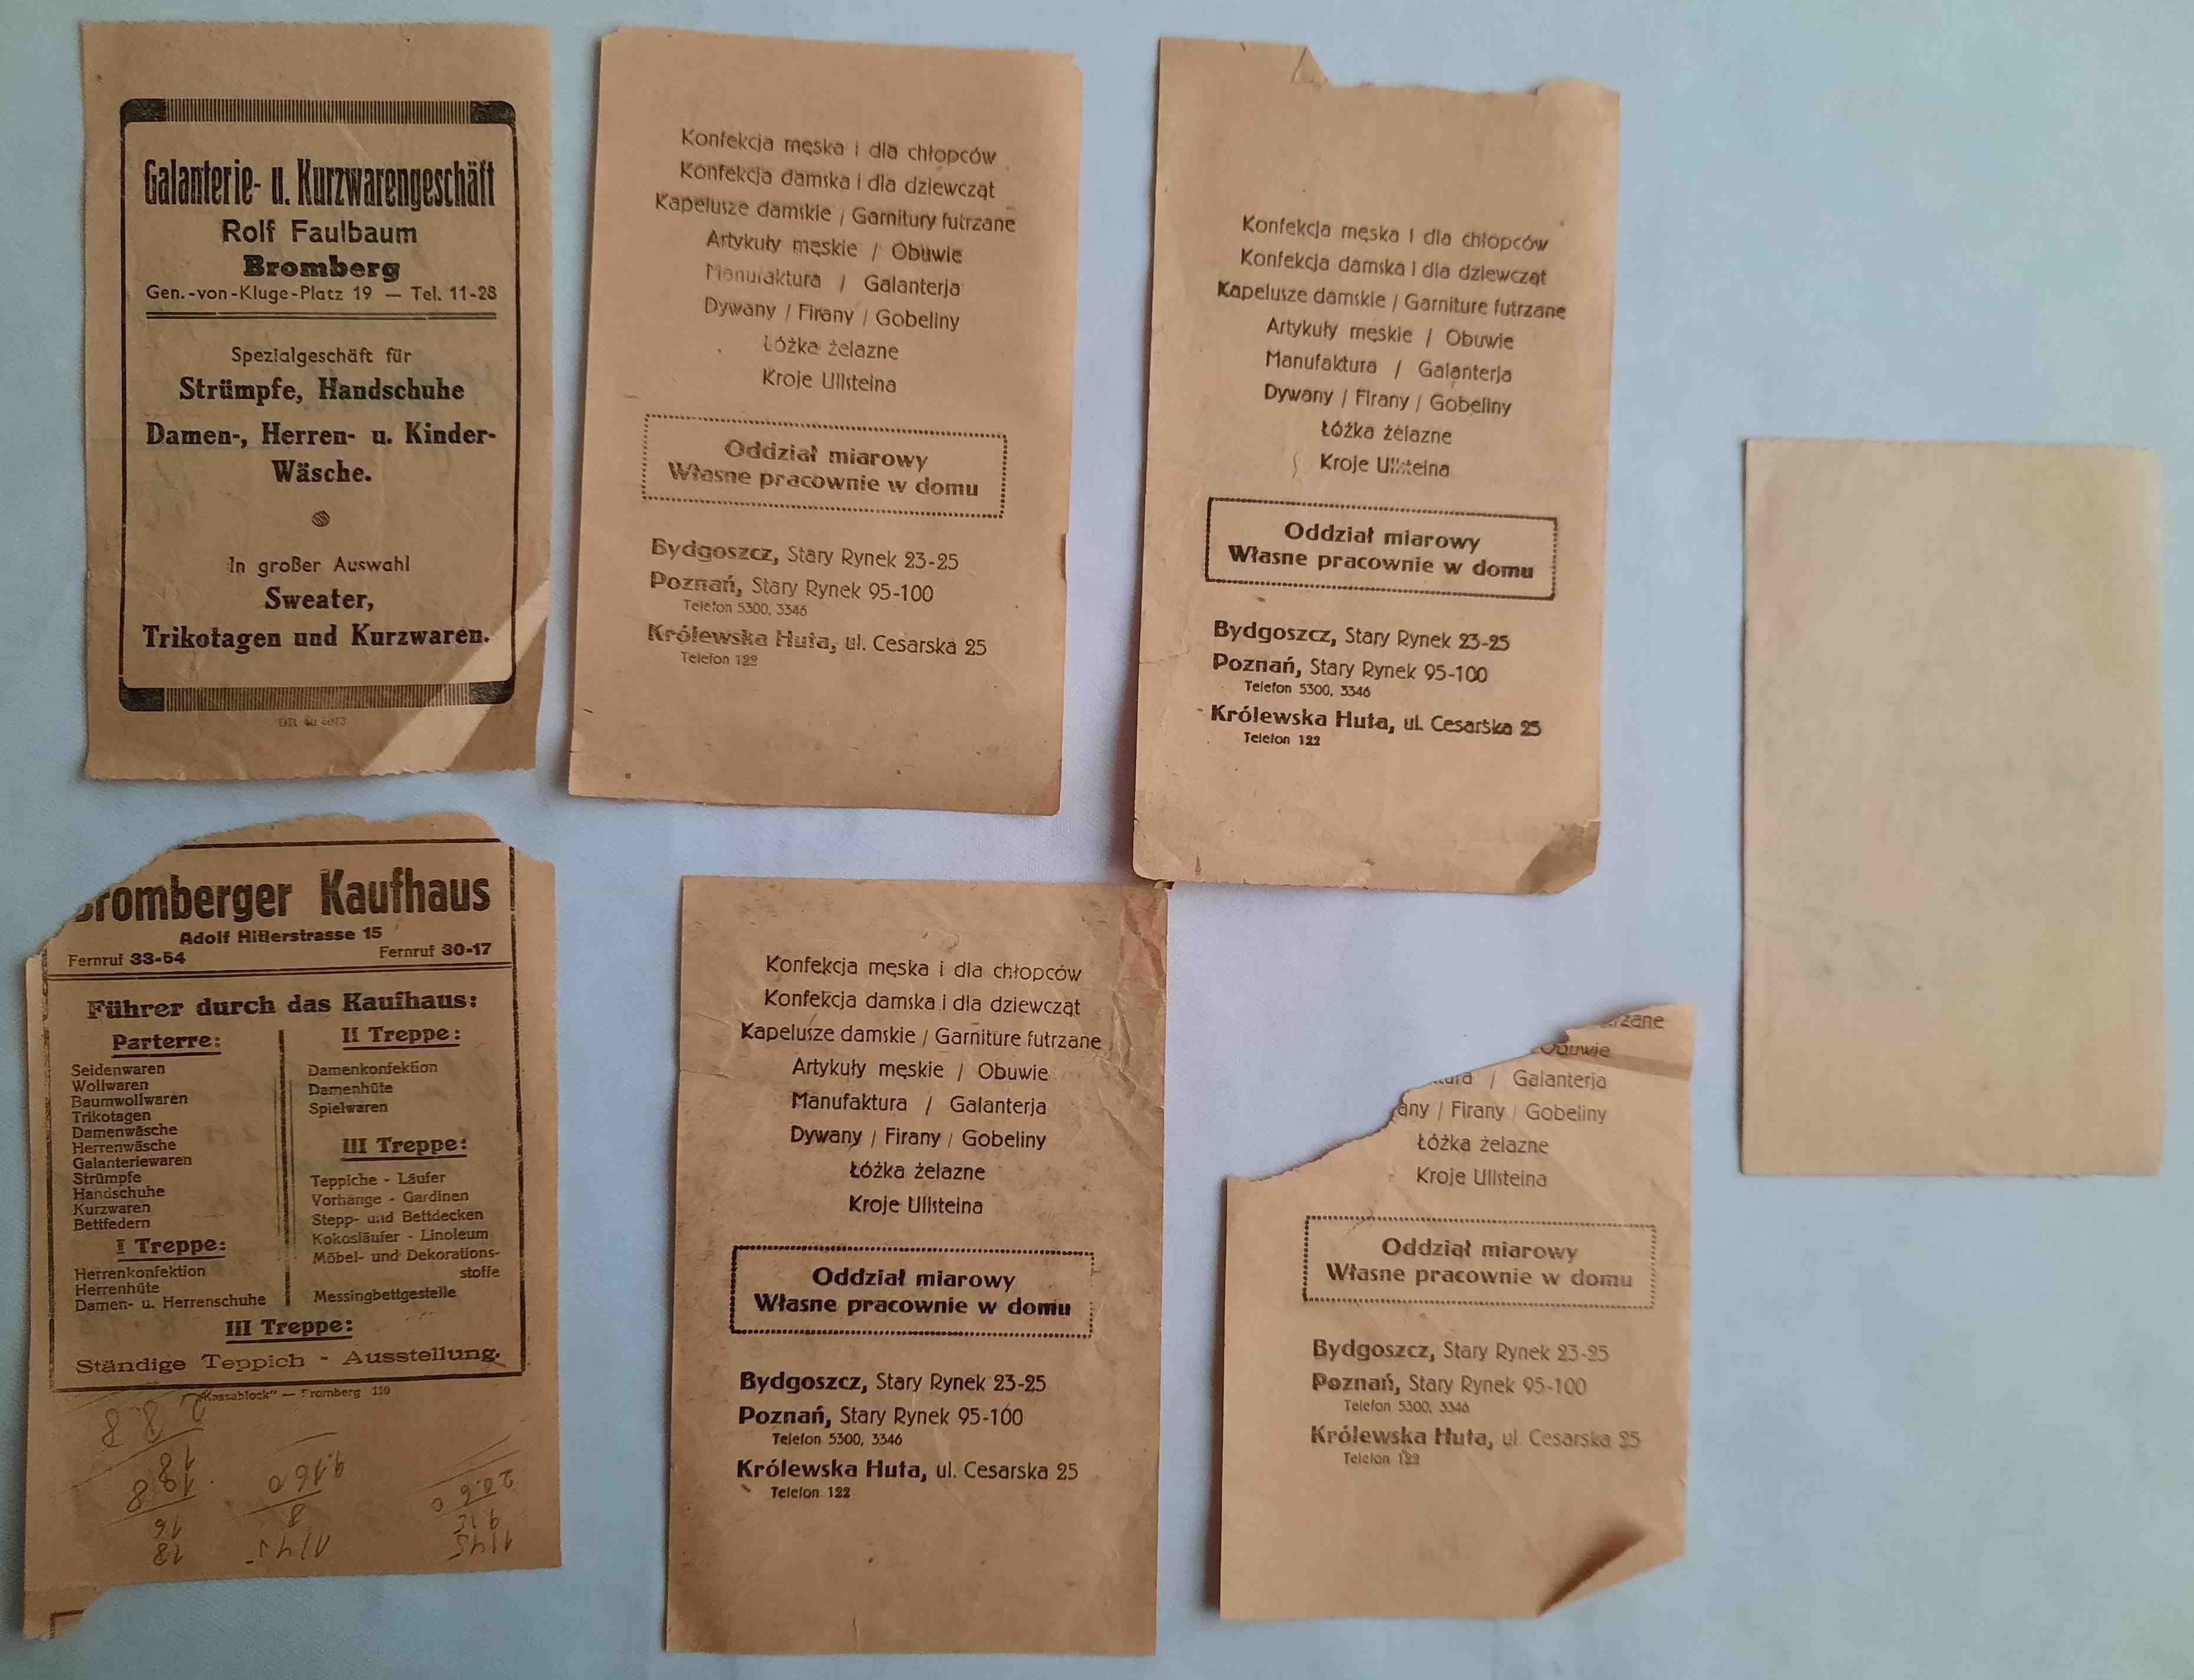 Galanterie- u. Kurzwarengeschäft
Rolf Faulbaum
Bromberg
Gen.-von-Kluge-Platz 19 — Tel. 11-28
Spezialgeschäft für
Strümpfe, Handschuhe
Damen-, Herren- u. Kinder-
Wäsche.
In großer Auswahl
Sweater,
Trikotagen und Kurzwaren.
Konfekcja męska i dla chłopców
Konfekcja damska i dla dziewcząt
Kapelusze damskie / Garnitury futrzane
Artykuły męskie / Obuwie
Manufaktura / Galanterja
Dywany / Firany / Gobeliny
Łóżka żelazne
Kroje Ullsteina
Oddział miarowy
Własne pracownie w domu
Bydgoszcz, Stary Rynek 23-25
Poznań, Stary Rynek 95-100
Telefon 5300, 3346
Królewska Huta, ul. Cesarska 25
Telefon 122
Konfekcja męska i dla chłopców
Konfekcja damska i dla dziewcząt
Kapelusze damskie / Garniture futrzane
Artykuły męskie / Obuwie
Manufaktura / Galanterja
Dywany / Firany / Gobeliny
Łóżka żelazne
Kroje Ullsteina
Oddział miarowy
Własne pracownie w domu
Bydgoszcz, Stary Rynek 23-25
Poznań, Stary Rynek 95-100
Telefon 5300, 3346
Królewska Huta, ul. Cesarska 25
Telefon 122
romberger Kaufhaus
Adolf Hitlerstrasse 15
Fernruf 33-54 Fernruf 30-17
Führer durch das Kaufhaus:
Parterre:
Seidenwaren
Wollwaren
Baumwollwaren
Trikotagen
Damenwäsche
Herrenwäsche
Galanteriewaren
Strümpfe
Handschuhe
Kurzwaren
Bettfedern
I Treppe:
Herrenkonfektion
Herrenhüte
Damen- u. Herrenschuhe
II Treppe:
Damenkonfektion
Damenhüte
Spielwaren
III Treppe:
Teppiche - Läufer
Vorhänge - Gardinen
Stepp- und Bettdecken
Kokosläufer - Linoleum
Möbel- und Dekorations-
stoffe
Messingbettgestelle
III Treppe:
Ständige Teppich - Ausstellung.
„Kassablock" — Bromberg 110
Konfekcja męska i dla chłopców
Konfekcja damska i dla dziewcząt
Kapelusze damskie / Garniture futrzane
Artykuły męskie / Obuwie
Manufaktura / Galanterja
Dywany / Firany / Gobeliny
Łóżka żelazne
Kroje Ullsteina
Oddział miarowy
Własne pracownie w domu
Bydgoszcz, Stary Rynek 23-25
Poznań, Stary Rynek 95-100
Telefon 5300, 3346
Królewska Huta, ul. Cesarska 25
Telefon 122
rzane
Obuwie
/ Galanterja
any / Firany / Gobeliny
Łóżka żelazne
Kroje Ullsteina
Oddział miarowy
Własne pracownie w domu
Bydgoszcz, Stary Rynek 23-25
Poznań, Stary Rynek 95-100
Telefon 5300, 3346
Królewska Huta, ul. Cesarska 25
Telefon 122